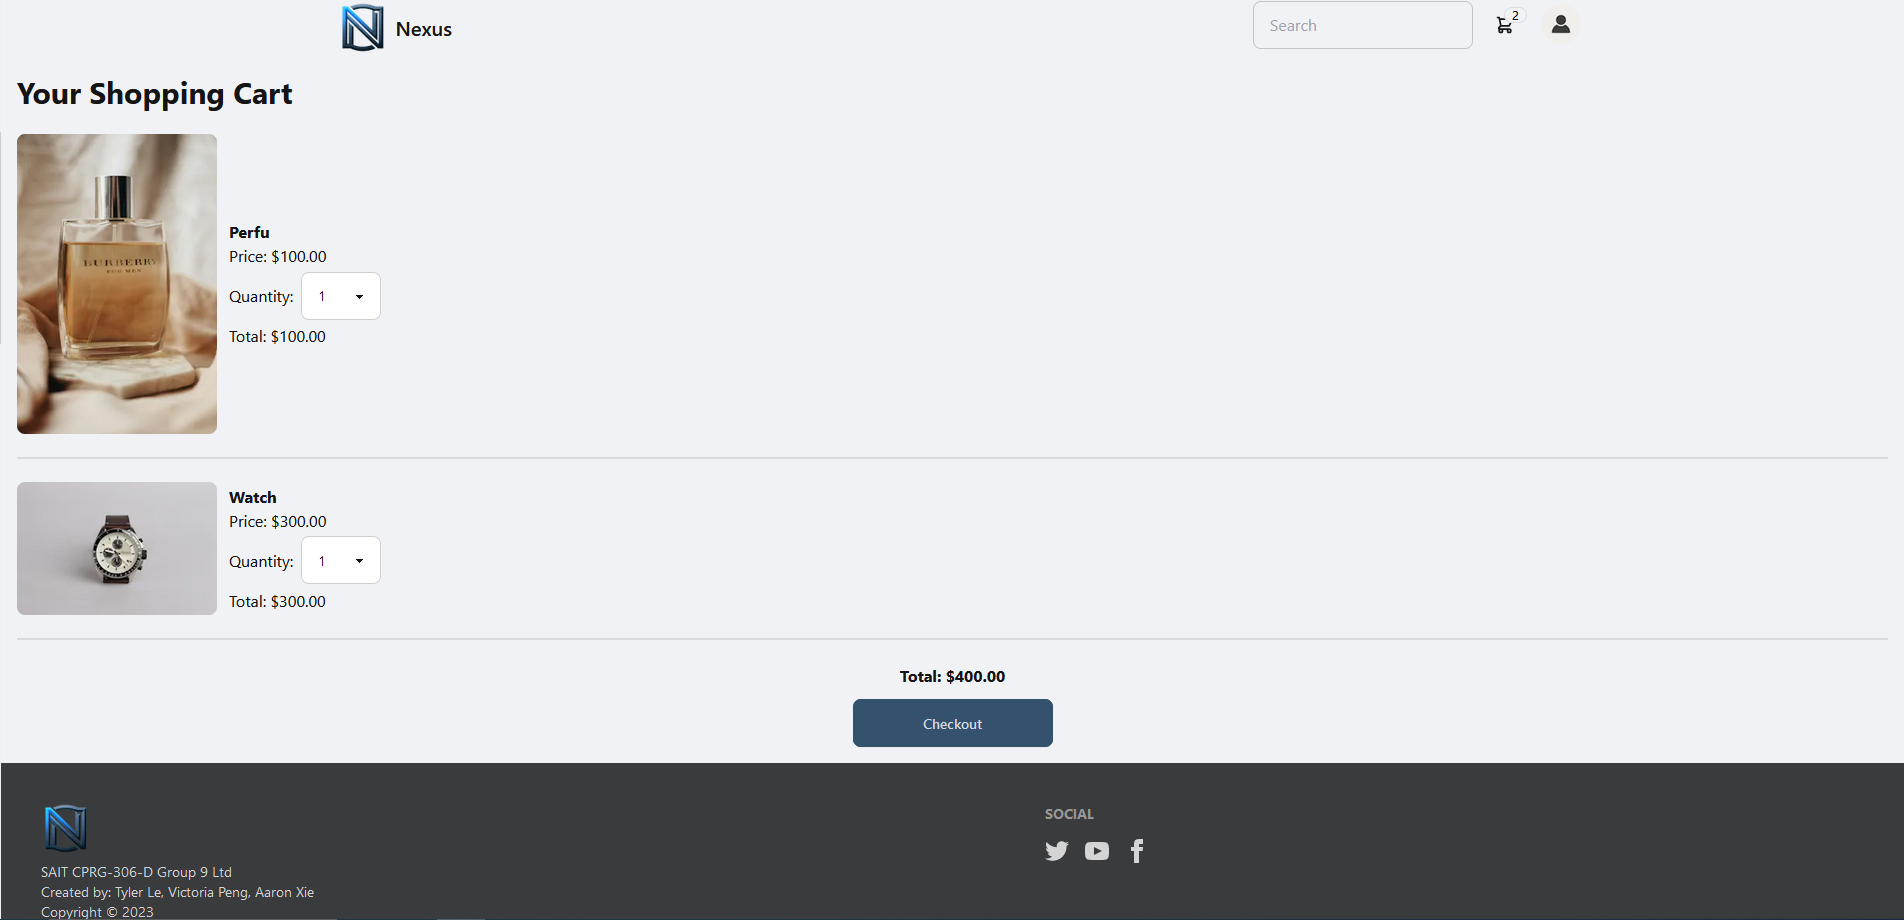 Nexus
Search
2
Your Shopping Cart
BURBERRY
FOR MEN
Perfu
Price: $100.00
Quantity: 1
Total: $100.00
Watch
Price: $300.00
Quantity: 1
Total: $300.00
Total: $400.00
Checkout
SAIT CPRG-306-D Group 9 Ltd
Created by: Tyler Le, Victoria Peng, Aaron Xie
Copyright © 2023
SOCIAL